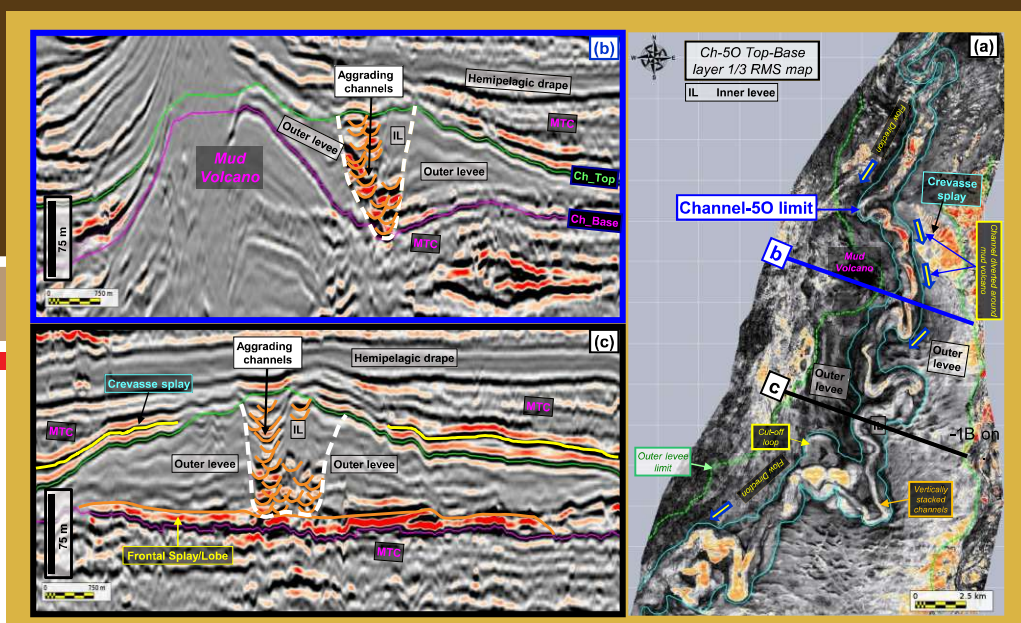 (b)
Aggrading
channels
Hemipelagic drape
MTC
Outer levee
IL
Mud
Volcano
Outer levee
Ch_Top
Ch_Base
MTC
75 m
0
750 m
(c)
Aggrading
channels
Hemipelagic drape
Crevasse splay
MTC
IL
MTC
Outer levee
Outer levee
75 m
MTC
Frontal Splay/Lobe
0
750 m
(a)
N
W
E
S
Ch-5O Top-Base
layer 1/3 RMS map
IL Inner levee
Flow Direction
Crevasse
splay
Channel-5O limit
Channel diverted around
mud volcano
b
Mud
Volcano
Outer
levee
Outer
levee
c
IL
~1B on
Cut-off
loop
Outer levee
limit
Flow Direction
Vertically
stacked
channels
0
2.5 km